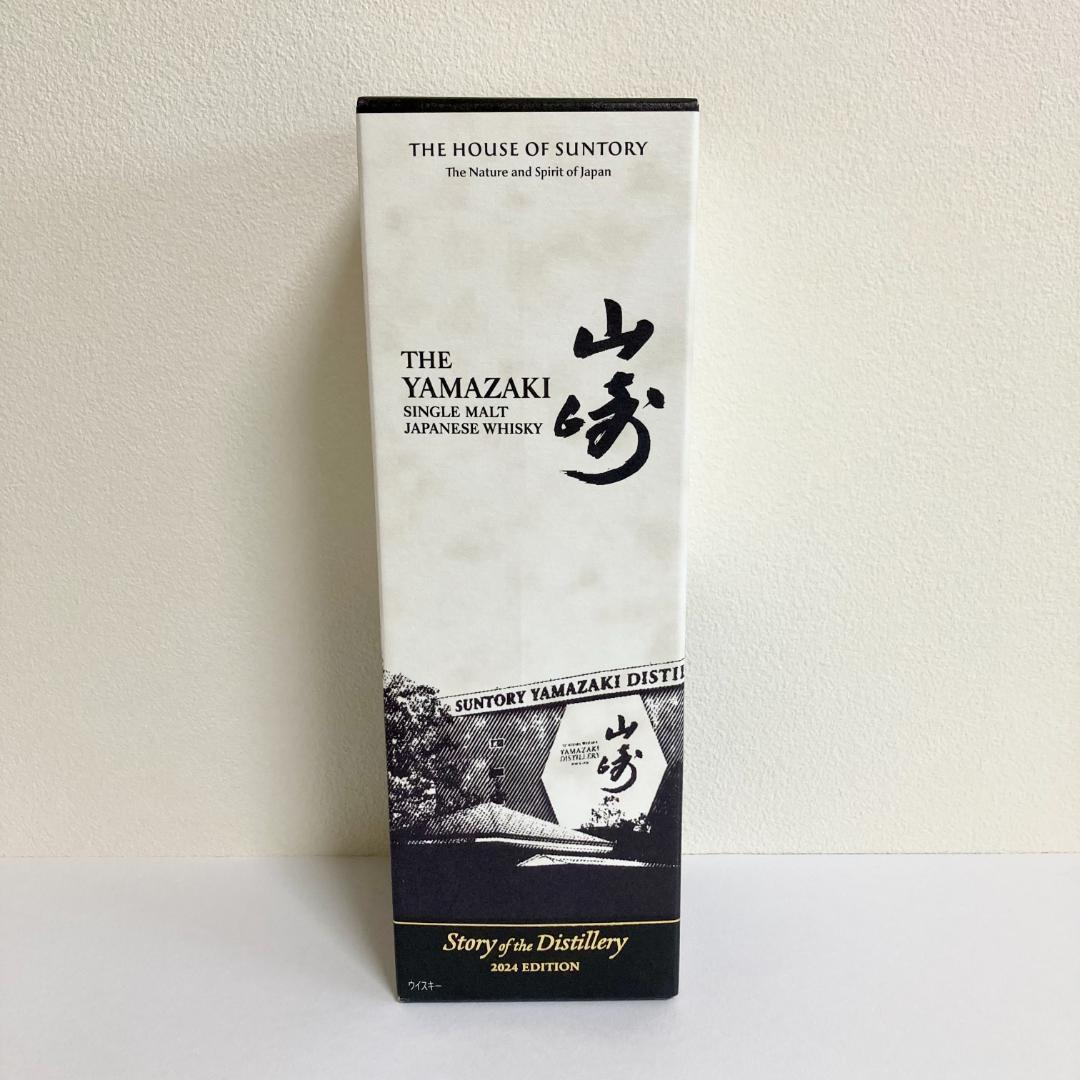 THE HOUSE OF SUNTORY
The Nature and Spirit of Japan
山崎
THE
YAMAZAKI
SINGLE MALT
JAPANESE WHISKY
SUNTORY YAMAZAKI DISTI
山崎
YAMAZAKI
DISTILLERY
Story of the Distillery
2024 EDITION
ウイスキー